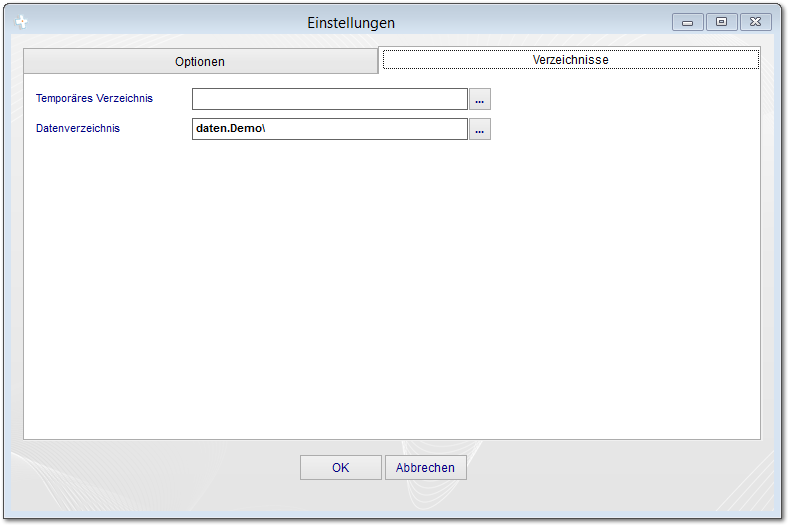 Einstellungen
Optionen
Verzeichnisse
Temporäres Verzeichnis
...
Datenverzeichnis
daten.Demo\
...
OK
Abbrechen